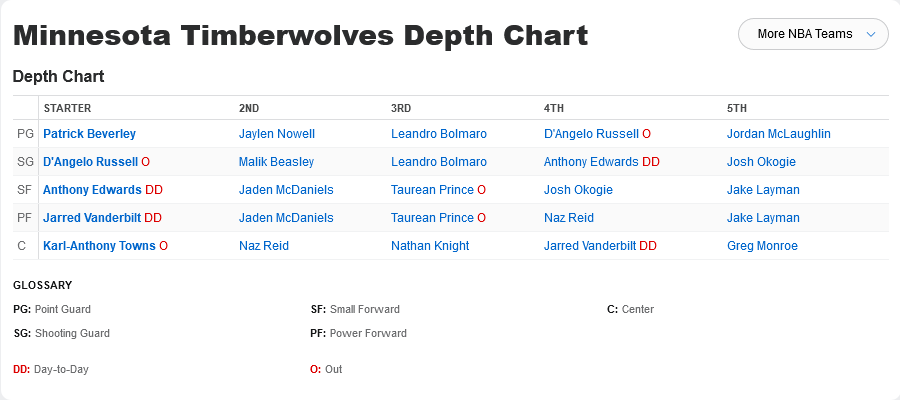 Minnesota Timberwolves Depth Chart
More NBA Teams
Depth Chart
STARTER 2ND 3RD 4TH 5TH
PG Patrick Beverley Jaylen Nowell Leandro Bolmaro D'Angelo Russell O Jordan McLaughlin
SG D'Angelo Russell O Malik Beasley Leandro Bolmaro Anthony Edwards DD Josh Okogie
SF Anthony Edwards DD Jaden McDaniels Taurean Prince O Josh Okogie Jake Layman
PF Jarred Vanderbilt DD Jaden McDaniels Taurean Prince O Naz Reid Jake Layman
C Karl-Anthony Towns O Naz Reid Nathan Knight Jarred Vanderbilt DD Greg Monroe
GLOSSARY
PG: Point Guard SF: Small Forward C: Center
SG: Shooting Guard PF: Power Forward
DD: Day-to-Day O: Out